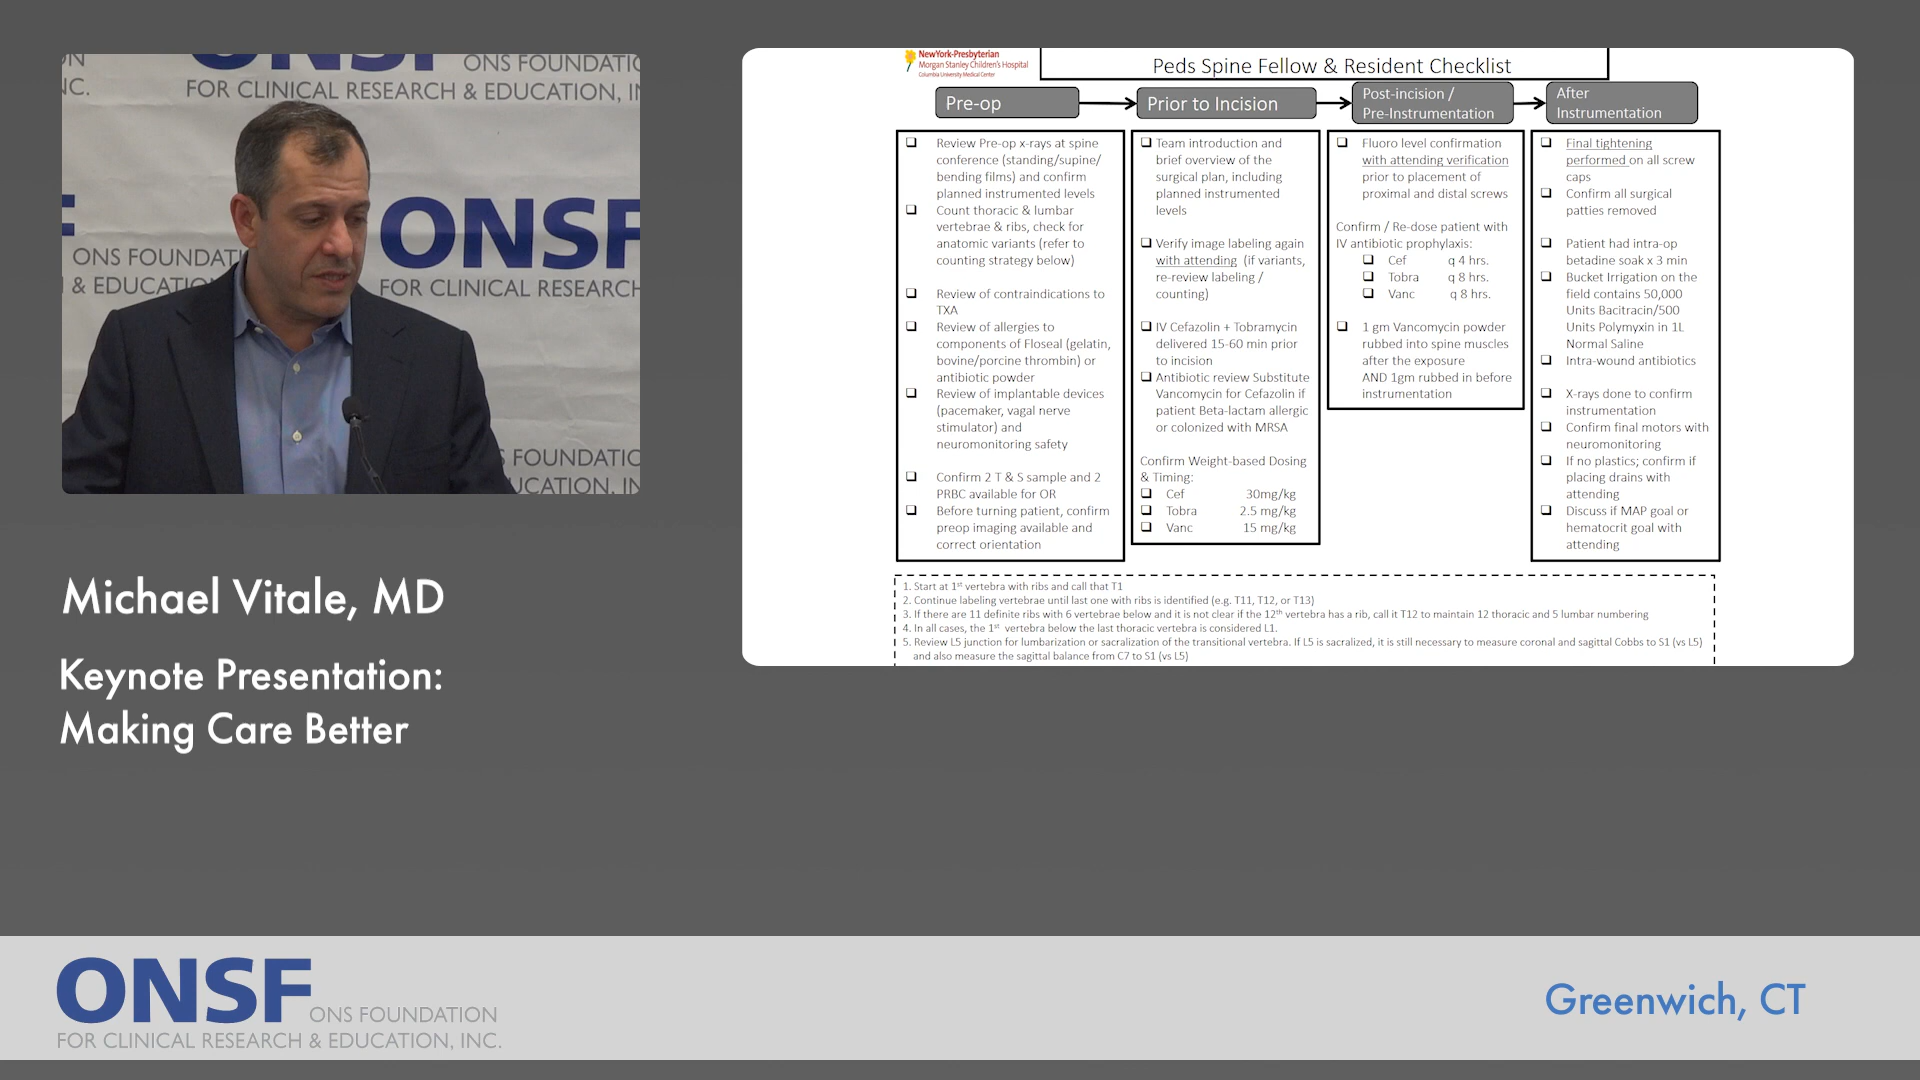 ON
NC.
ONSF
ONS FOUNDATIO
FOR CLINICAL RESEARCH & EDUCATION, IN
ONSF
ONS FOUNDAT
& EDUCATIO
FOR CLINICAL RESEARCH
S FOUNDATIO
UCATION, IN
Michael Vitale, MD
Keynote Presentation:
Making Care Better
NewYork-Presbyterian
Morgan Stanley Children's Hospital
Columbia University Medical Center
Peds Spine Fellow & Resident Checklist
Pre-op
Review Pre-op x-rays at spine
conference (standing/supine/
bending films) and confirm
planned instrumented levels
Count thoracic & lumbar
vertebrae & ribs, check for
anatomic variants (refer to
counting strategy below)
Review of contraindications to
TXA
Review of allergies to
components of Floseal (gelatin,
bovine/porcine thrombin) or
antibiotic powder
Review of implantable devices
(pacemaker, vagal nerve
stimulator) and
neuromonitoring safety
Confirm 2 T & S sample and 2
PRBC available for OR
Before turning patient, confirm
preop imaging available and
correct orientation
Prior to Incision
Team introduction and
brief overview of the
surgical plan, including
planned instrumented
levels
Verify image labeling again
with attending (if variants,
re-review labeling /
counting)
IV Cefazolin + Tobramycin
delivered 15-60 min prior
to incision
Antibiotic review Substitute
Vancomycin for Cefazolin if
patient Beta-lactam allergic
or colonized with MRSA
Confirm Weight-based Dosing
& Timing:
Cef 30mg/kg
Tobra 2.5 mg/kg
Vanc 15 mg/kg
Post-incision /
Pre-Instrumentation
Fluoro level confirmation
with attending verification
prior to placement of
proximal and distal screws
Confirm / Re-dose patient with
IV antibiotic prophylaxis:
Cef q 4 hrs.
Tobra q 8 hrs.
Vanc q 8 hrs.
1 gm Vancomycin powder
rubbed into spine muscles
after the exposure
AND 1gm rubbed in before
instrumentation
After
Instrumentation
Final tightening
performed on all screw
caps
Confirm all surgical
patties removed
Patient had intra-op
betadine soak x 3 min
Bucket Irrigation on the
field contains 50,000
Units Bacitracin/500
Units Polymyxin in 1L
Normal Saline
Intra-wound antibiotics
X-rays done to confirm
instrumentation
Confirm final motors with
neuromonitoring
If no plastics; confirm if
placing drains with
attending
Discuss if MAP goal or
hematocrit goal with
attending
1. Start at 1st vertebra with ribs and call that T1
2. Continue labeling vertebrae until last one with ribs is identified (e.g. T11, T12, or T13)
3. If there are 11 definite ribs with 6 vertebrae below and it is not clear if the 12th vertebra has a rib, call it T12 to maintain 12 thoracic and 5 lumbar numbering
4. In all cases, the 1st vertebra below the last thoracic vertebra is considered L1.
5. Review L5 junction for lumbarization or sacralization of the transitional vertebra. If L5 is sacralized, it is still necessary to measure coronal and sagittal Cobbs to S1 (vs L5)
and also measure the sagittal balance from C7 to S1 (vs L5)
ONSF ONS FOUNDATION
FOR CLINICAL RESEARCH & EDUCATION, INC.
Greenwich, CT